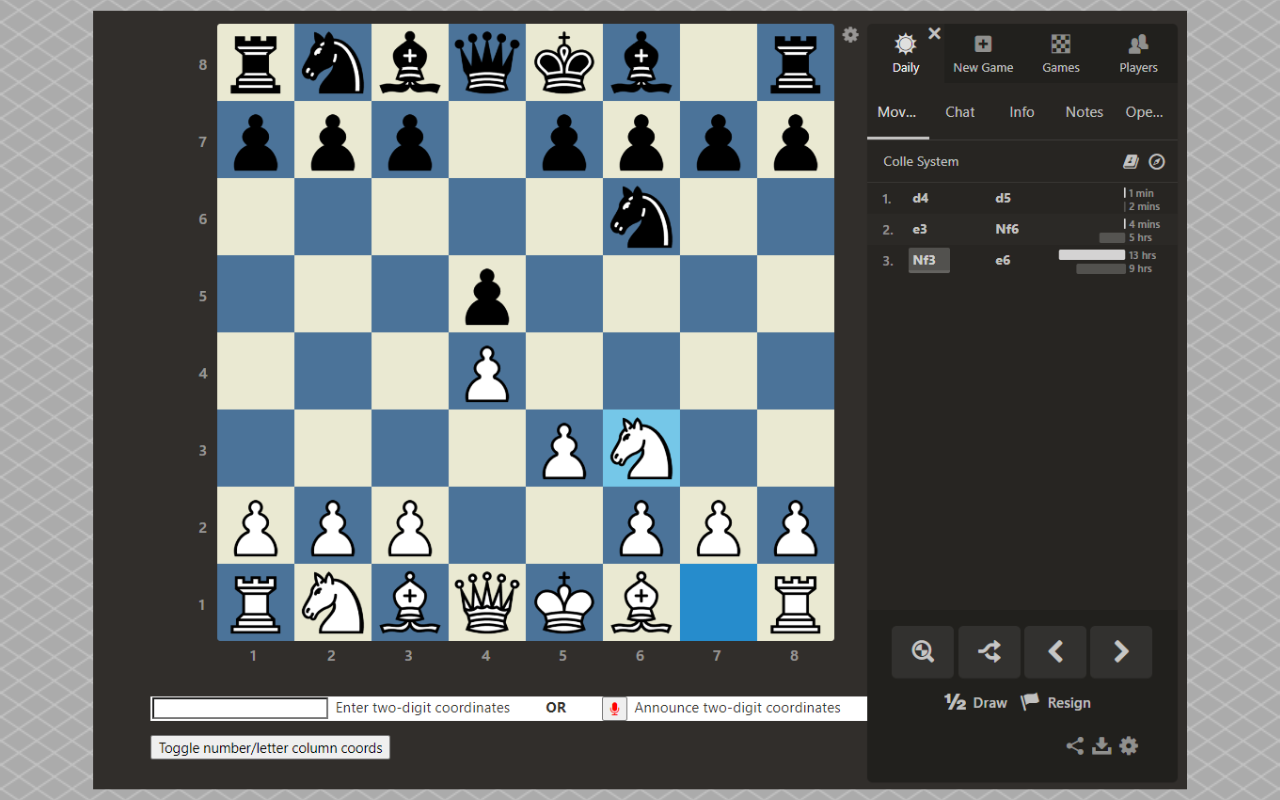 8
7
6
5
4
3
2
1
1 2 3 4 5 6 7 8
Enter two-digit coordinates OR Announce two-digit coordinates
Toggle number/letter column coords
Daily New Game Games Players
Mov... Chat Info Notes Ope...
Colle System
1. d4 d5 1 min
2 mins
2. e3 Nf6 4 mins
5 hrs
3. Nf3 e6 13 hrs
9 hrs
½ Draw Resign